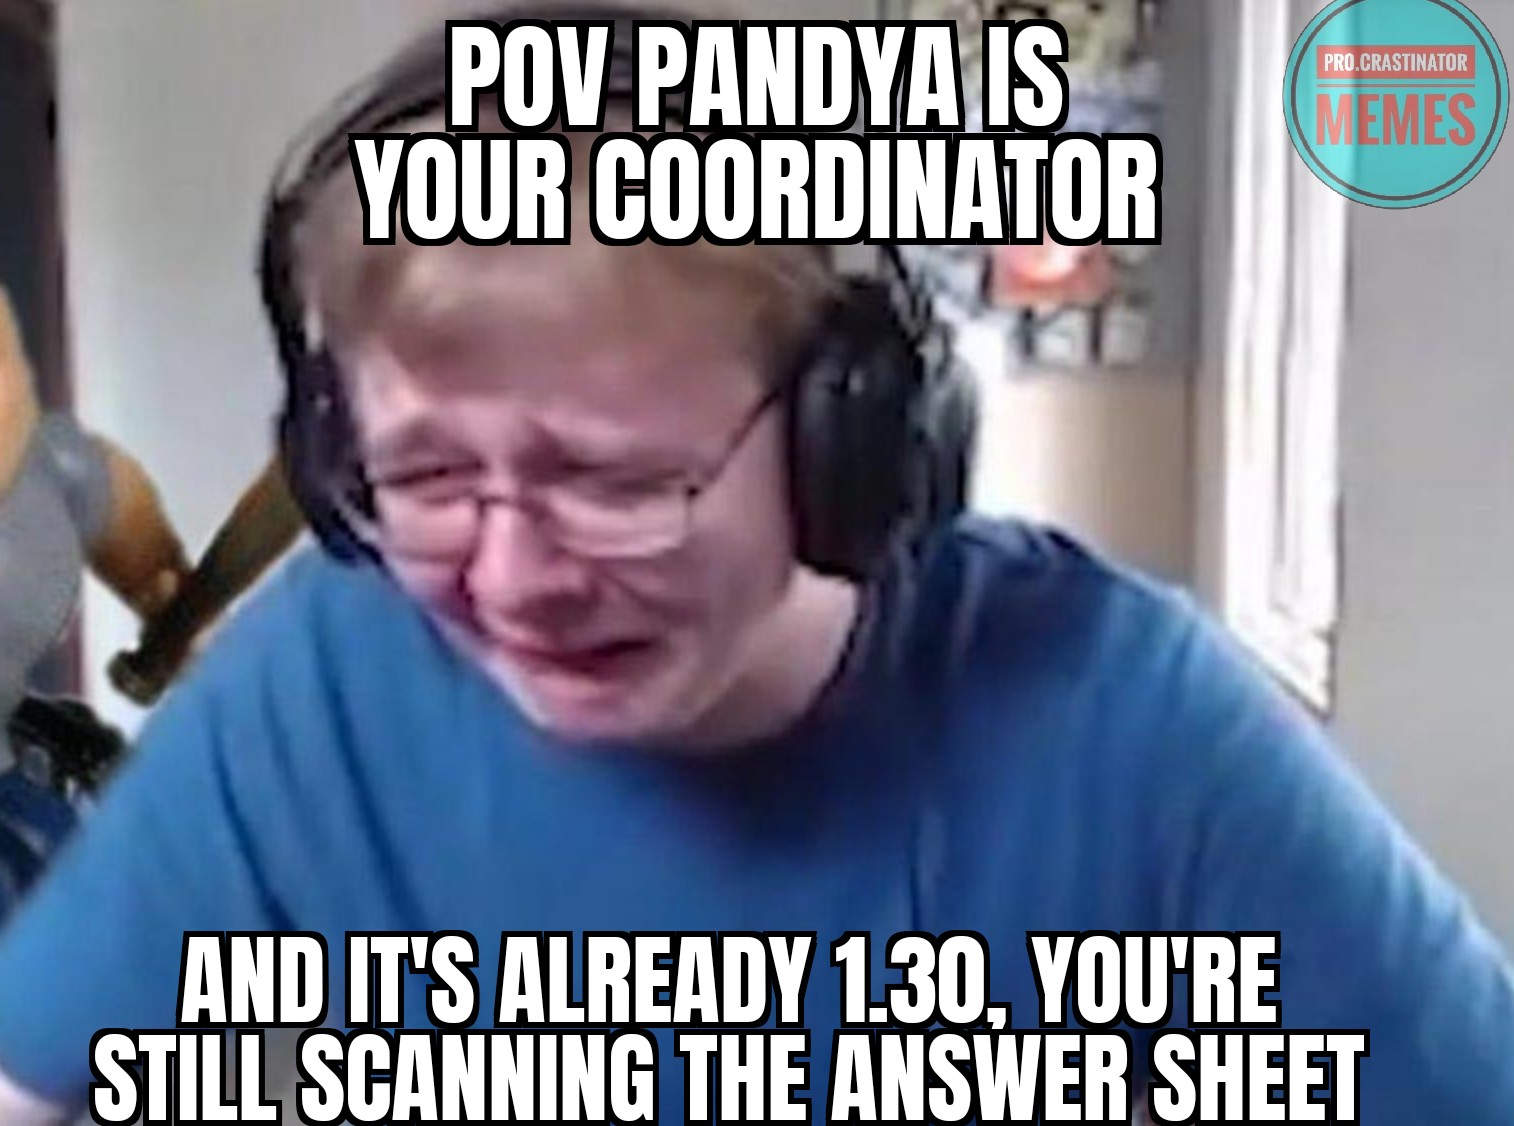 POV PANDYA IS
YOUR COORDINATOR
PRO.CRASTINATOR
MEMES
AND IT'S ALREADY 1.30, YOU'RE
STILL SCANNING THE ANSWER SHEET